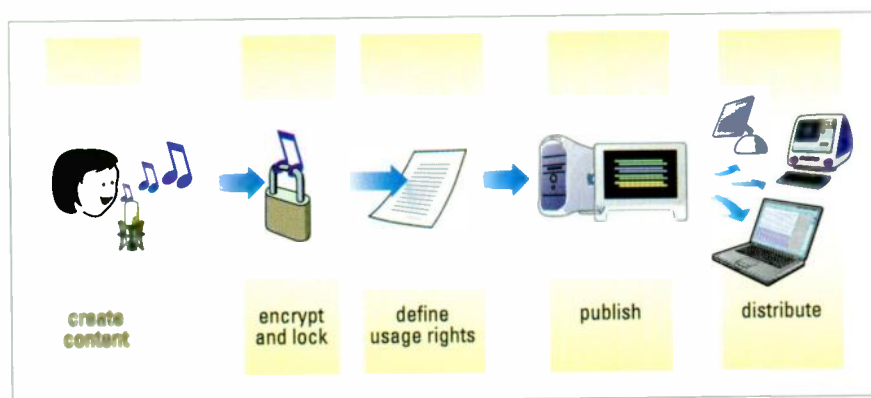 create
content
encrypt
and lock
define
usage rights
publish
distribute